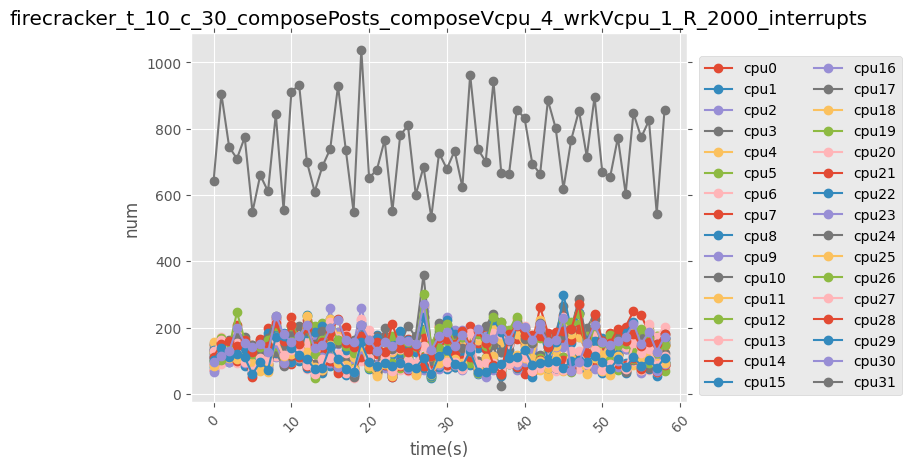 firecracker_t_10_c_30_composePosts_composeVcpu_4_wrkVcpu_1_R_2000_interrupts
1000
800
600
400
200
0
num
0 10 20 30 40 50 60
time(s)
cpu0 cpu16
cpu1 cpu17
cpu2 cpu18
cpu3 cpu19
cpu4 cpu20
cpu5 cpu21
cpu6 cpu22
cpu7 cpu23
cpu8 cpu24
cpu9 cpu25
cpu10 cpu26
cpu11 cpu27
cpu12 cpu28
cpu13 cpu29
cpu14 cpu30
cpu15 cpu31